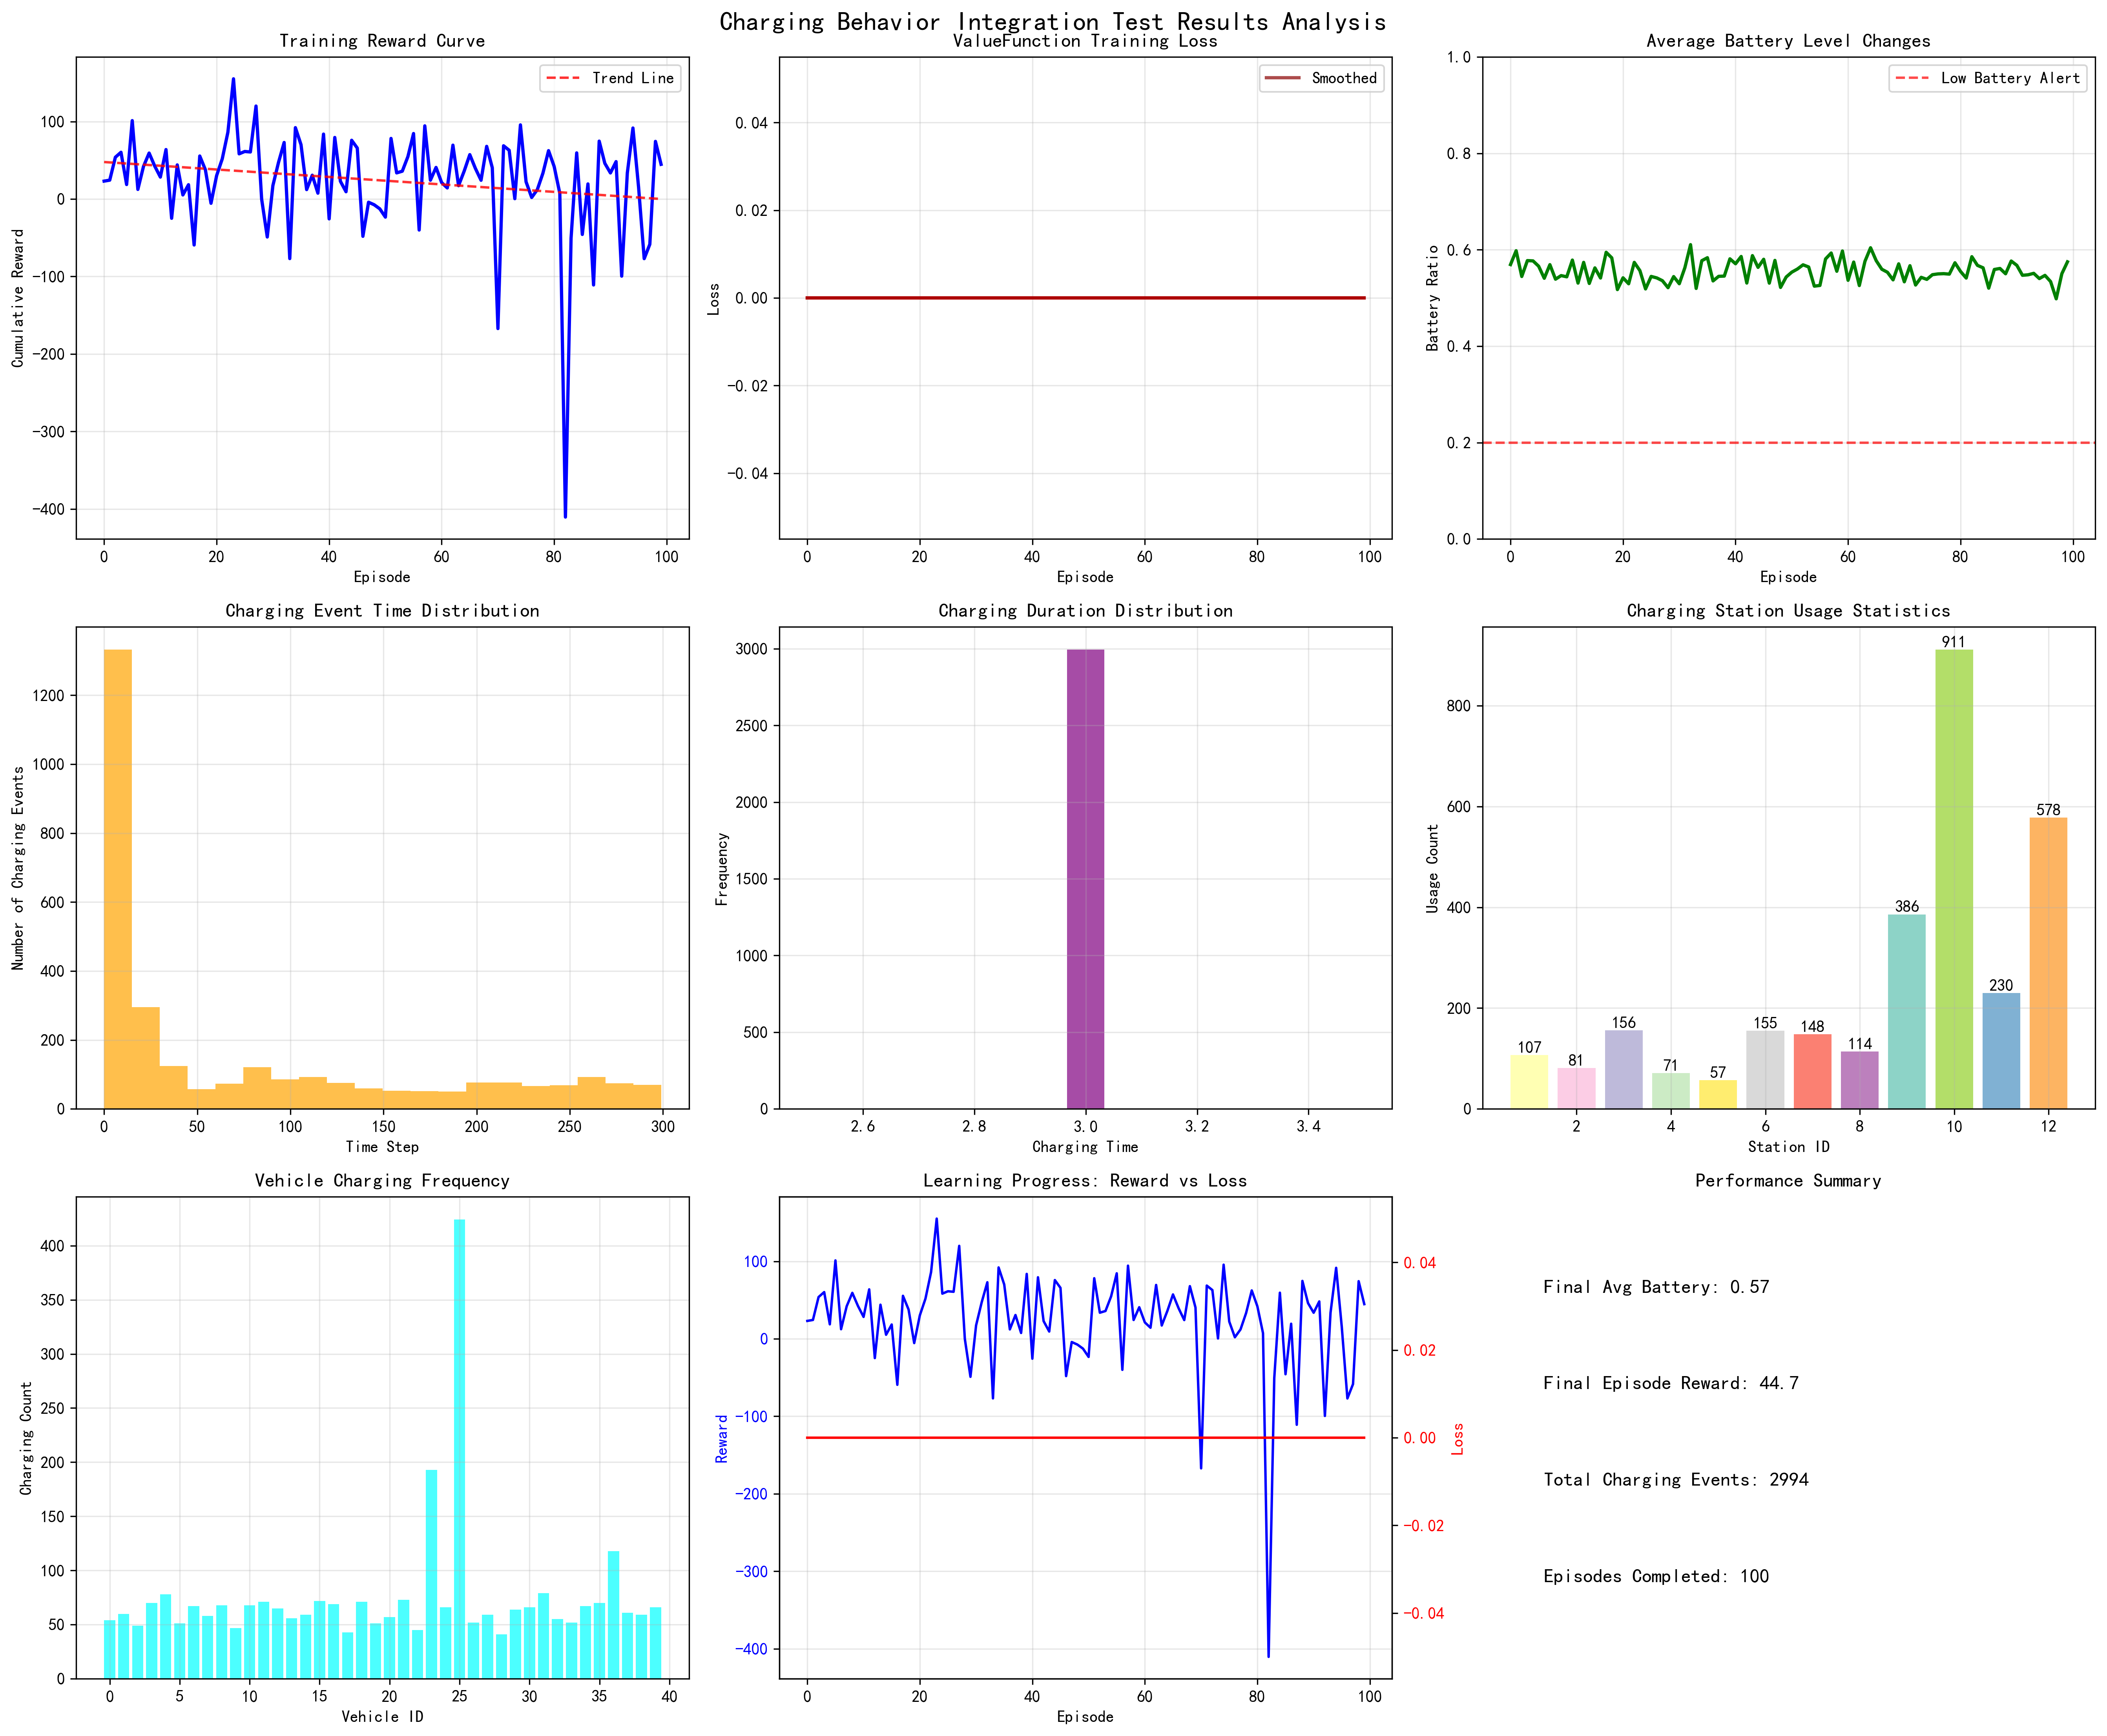 Charging Behavior Integration Test Results Analysis
Training Reward Curve
Trend Line
100
0
−100
−200
−300
−400
Cumulative Reward
0 20 40 60 80 100
Episode
ValueFunction Training Loss
Smoothed
0.04
0.02
0.00
−0.02
−0.04
Loss
0 20 40 60 80 100
Episode
Average Battery Level Changes
Low Battery Alert
1.0
0.8
0.6
0.4
0.2
0.0
Battery Ratio
0 20 40 60 80 100
Episode
Charging Event Time Distribution
1200
1000
800
600
400
200
0
Number of Charging Events
0 50 100 150 200 250 300
Time Step
Charging Duration Distribution
3000
2500
2000
1500
1000
500
0
Frequency
2.6 2.8 3.0 3.2 3.4
Charging Time
Charging Station Usage Statistics
800
600
400
200
0
Usage Count
107 81 156 71 57 155 148 114 386 911 230 578
2 4 6 8 10 12
Station ID
Vehicle Charging Frequency
400
350
300
250
200
150
100
50
0
Charging Count
0 5 10 15 20 25 30 35 40
Vehicle ID
Learning Progress: Reward vs Loss
100
0
−100
−200
−300
−400
Reward
0.04
0.02
0.00
−0.02
−0.04
Loss
0 20 40 60 80 100
Episode
Performance Summary
Final Avg Battery: 0.57
Final Episode Reward: 44.7
Total Charging Events: 2994
Episodes Completed: 100